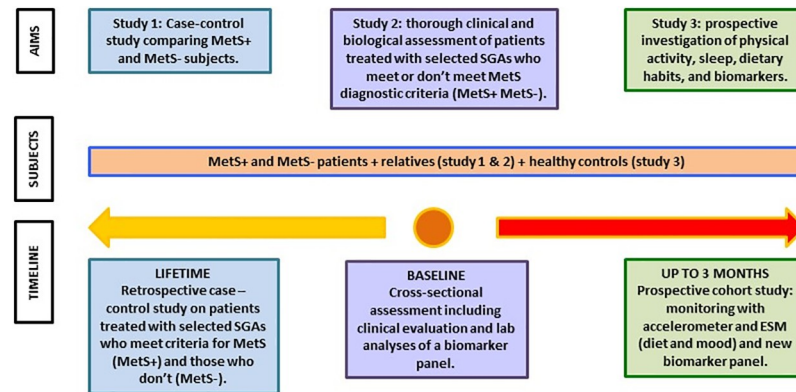 AIMS
Study 1: Case-control
study comparing MetS+
and MetS- subjects.
Study 2: thorough clinical and
biological assessment of patients
treated with selected SGAs who
meet or don't meet MetS
diagnostic criteria (MetS+ MetS-).
Study 3: prospective
investigation of physical
activity, sleep, dietary
habits, and biomarkers.
SUBJECTS
MetS+ and MetS- patients + relatives (study 1 & 2) + healthy controls (study 3)
TIMELINE
LIFETIME
Retrospective case –
control study on patients
treated with selected SGAs
who meet criteria for MetS
(MetS+) and those who
don't (MetS-).
BASELINE
Cross-sectional
assessment including
clinical evaluation and lab
analyses of a biomarker
panel.
UP TO 3 MONTHS
Prospective cohort study:
monitoring with
accelerometer and ESM
(diet and mood) and new
biomarker panel.